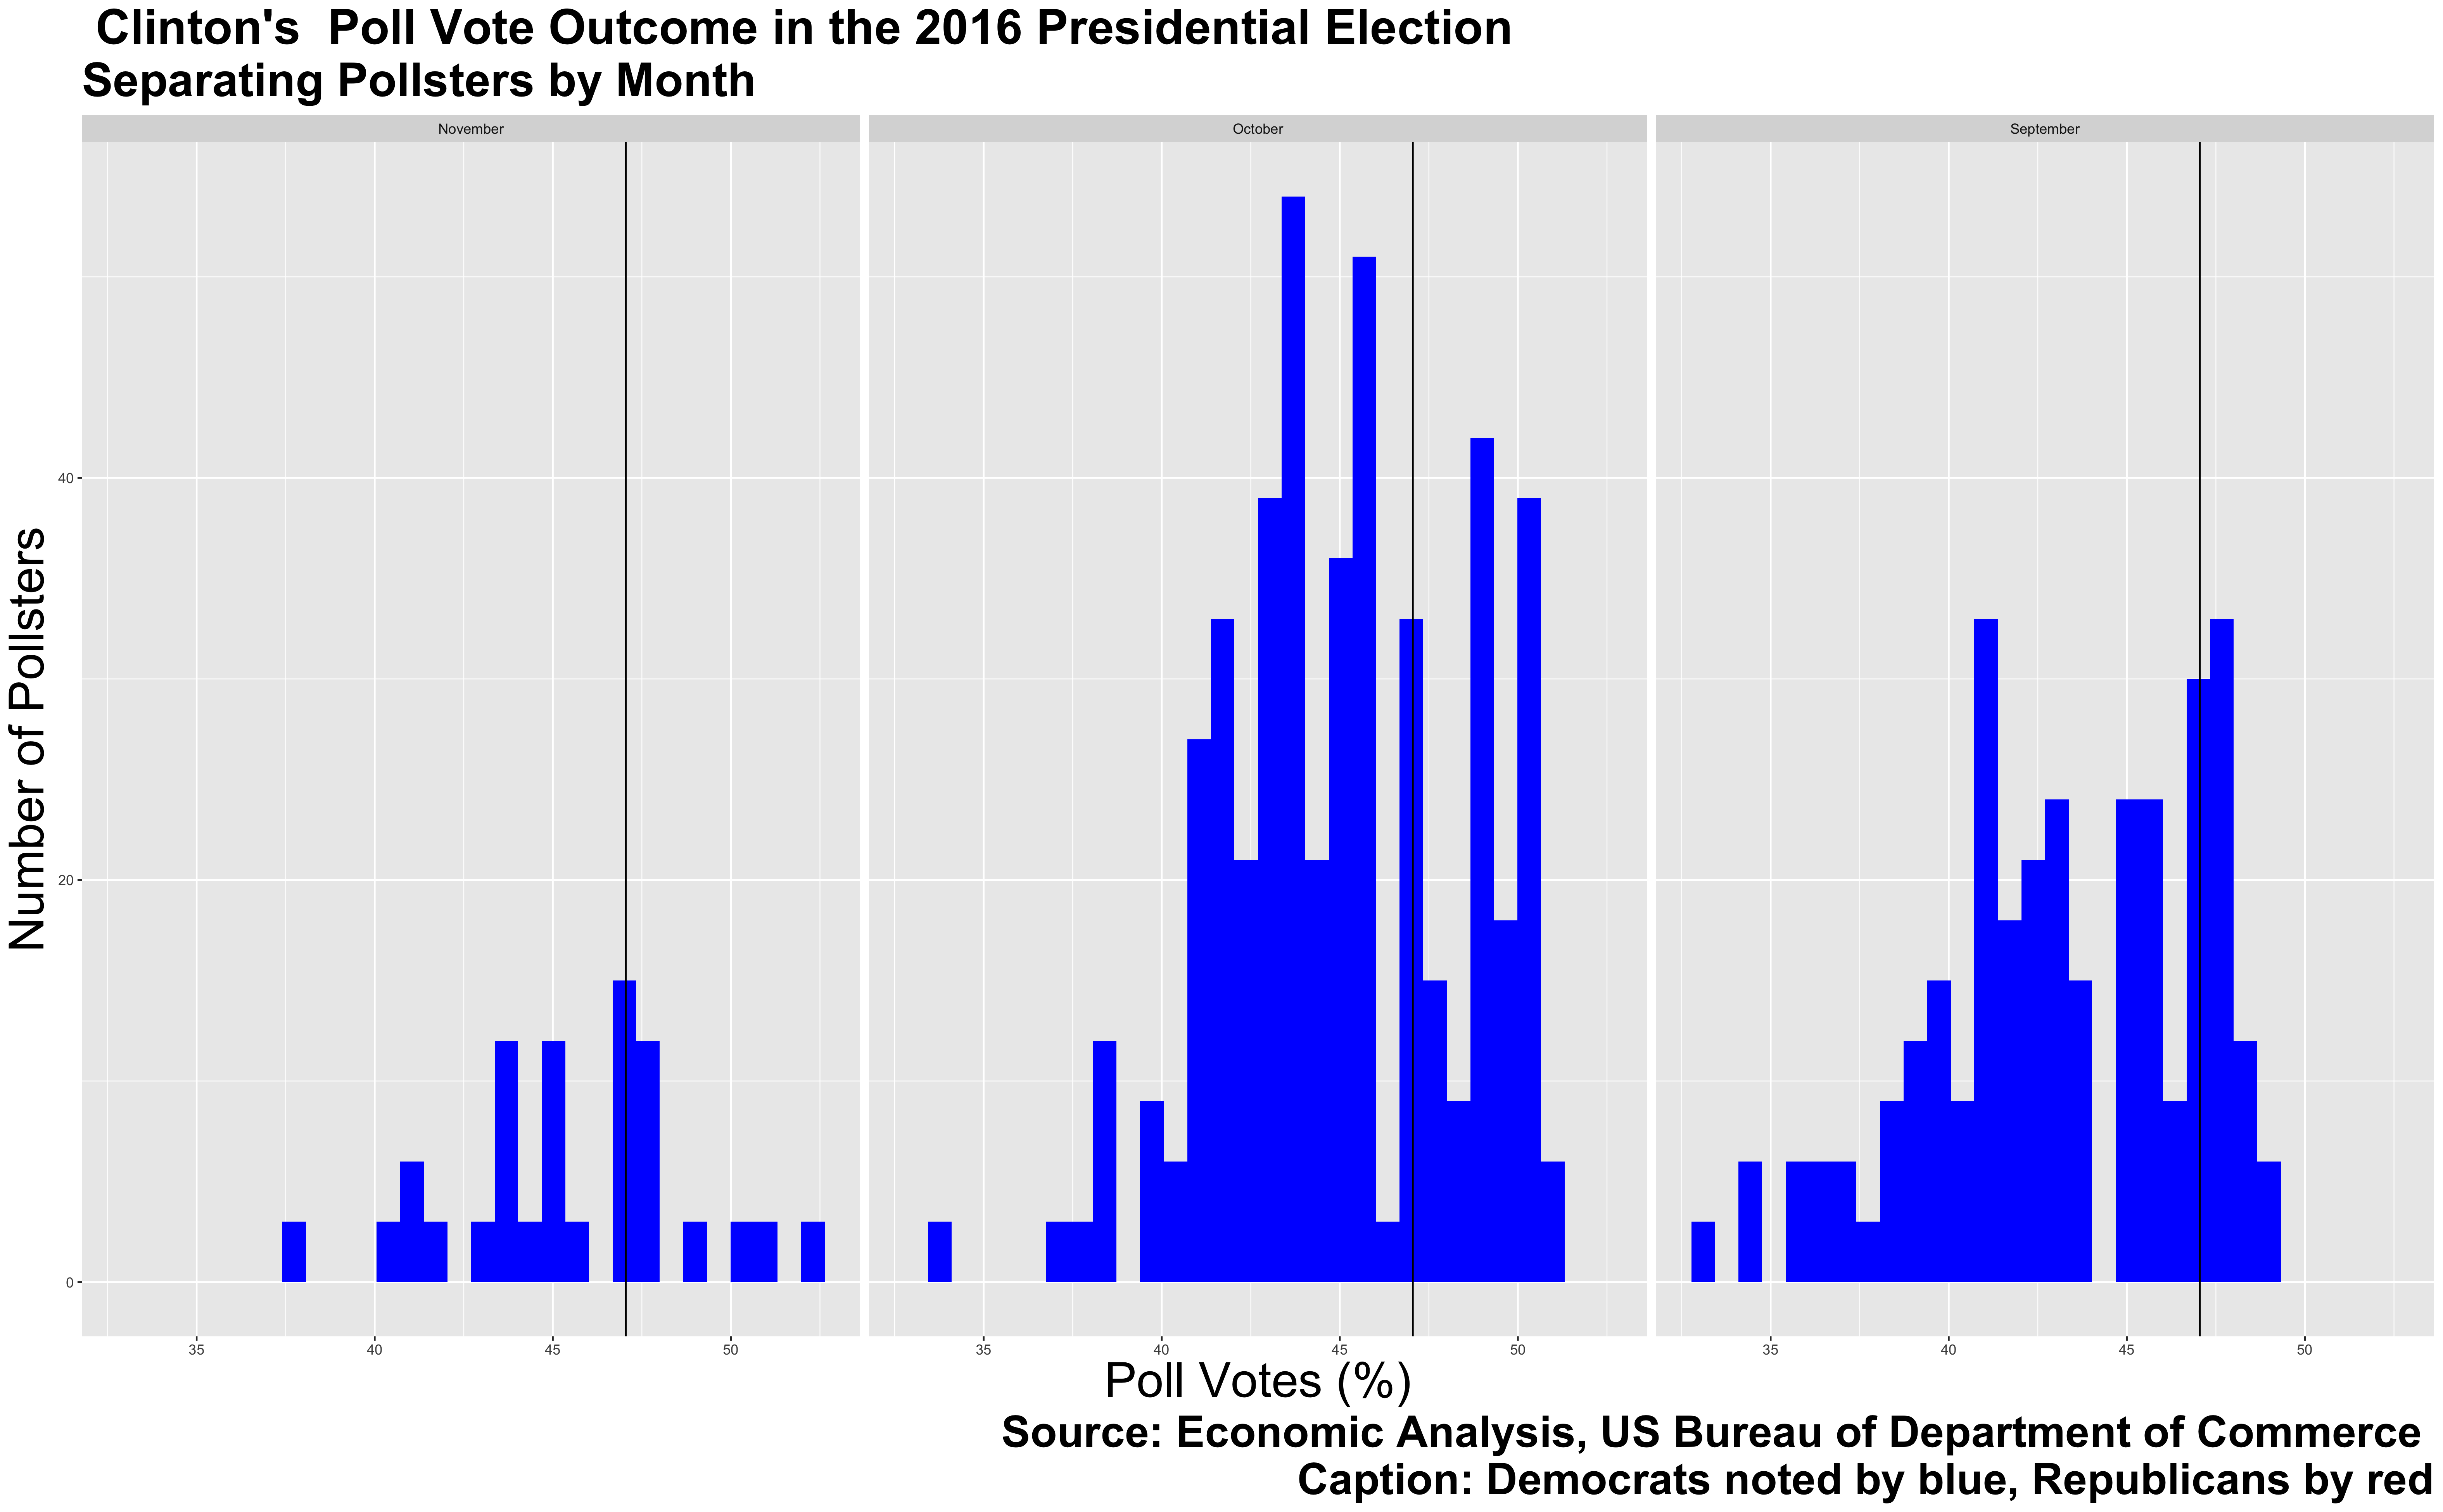 Clinton's  Poll Vote Outcome in the 2016 Presidential Election
Separating Pollsters by Month
November
October
September
Number of Pollsters
40
20
0
35
40
45
50
35
40
45
50
35
40
45
50
Poll Votes (%)
Source: Economic Analysis, US Bureau of Department of Commerce
Caption: Democrats noted by blue, Republicans by red